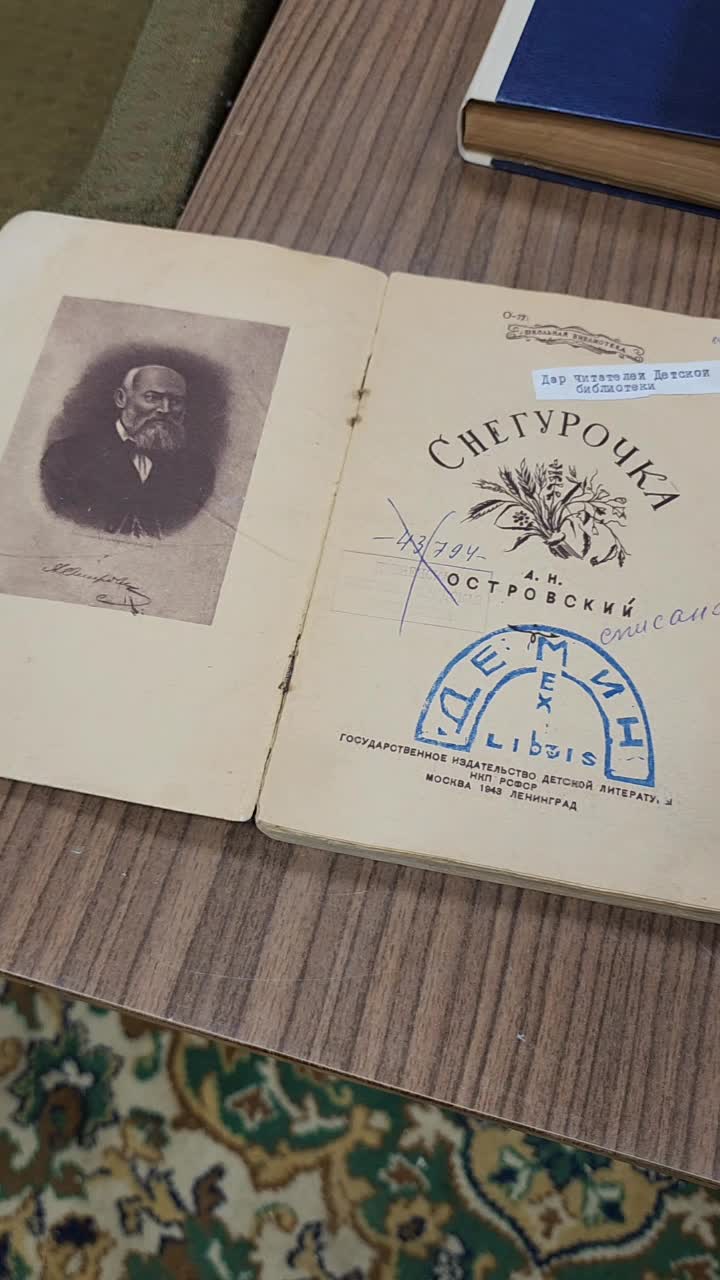 О-77
ШКОЛЬНАЯ БИБЛИОТЕКА
Дар читателей Детской
библиотеки
СНЕГУРОЧКА
-43794-
А. Н.
ОСТРОВСКИЙ
списано
ДЕМИН
EX
LIBRIS
ГОСУДАРСТВЕННОЕ ИЗДАТЕЛЬСТВО ДЕТСКОЙ ЛИТЕРАТУРЫ
НКП РСФСР
МОСКВА 1943 ЛЕНИНГРАД